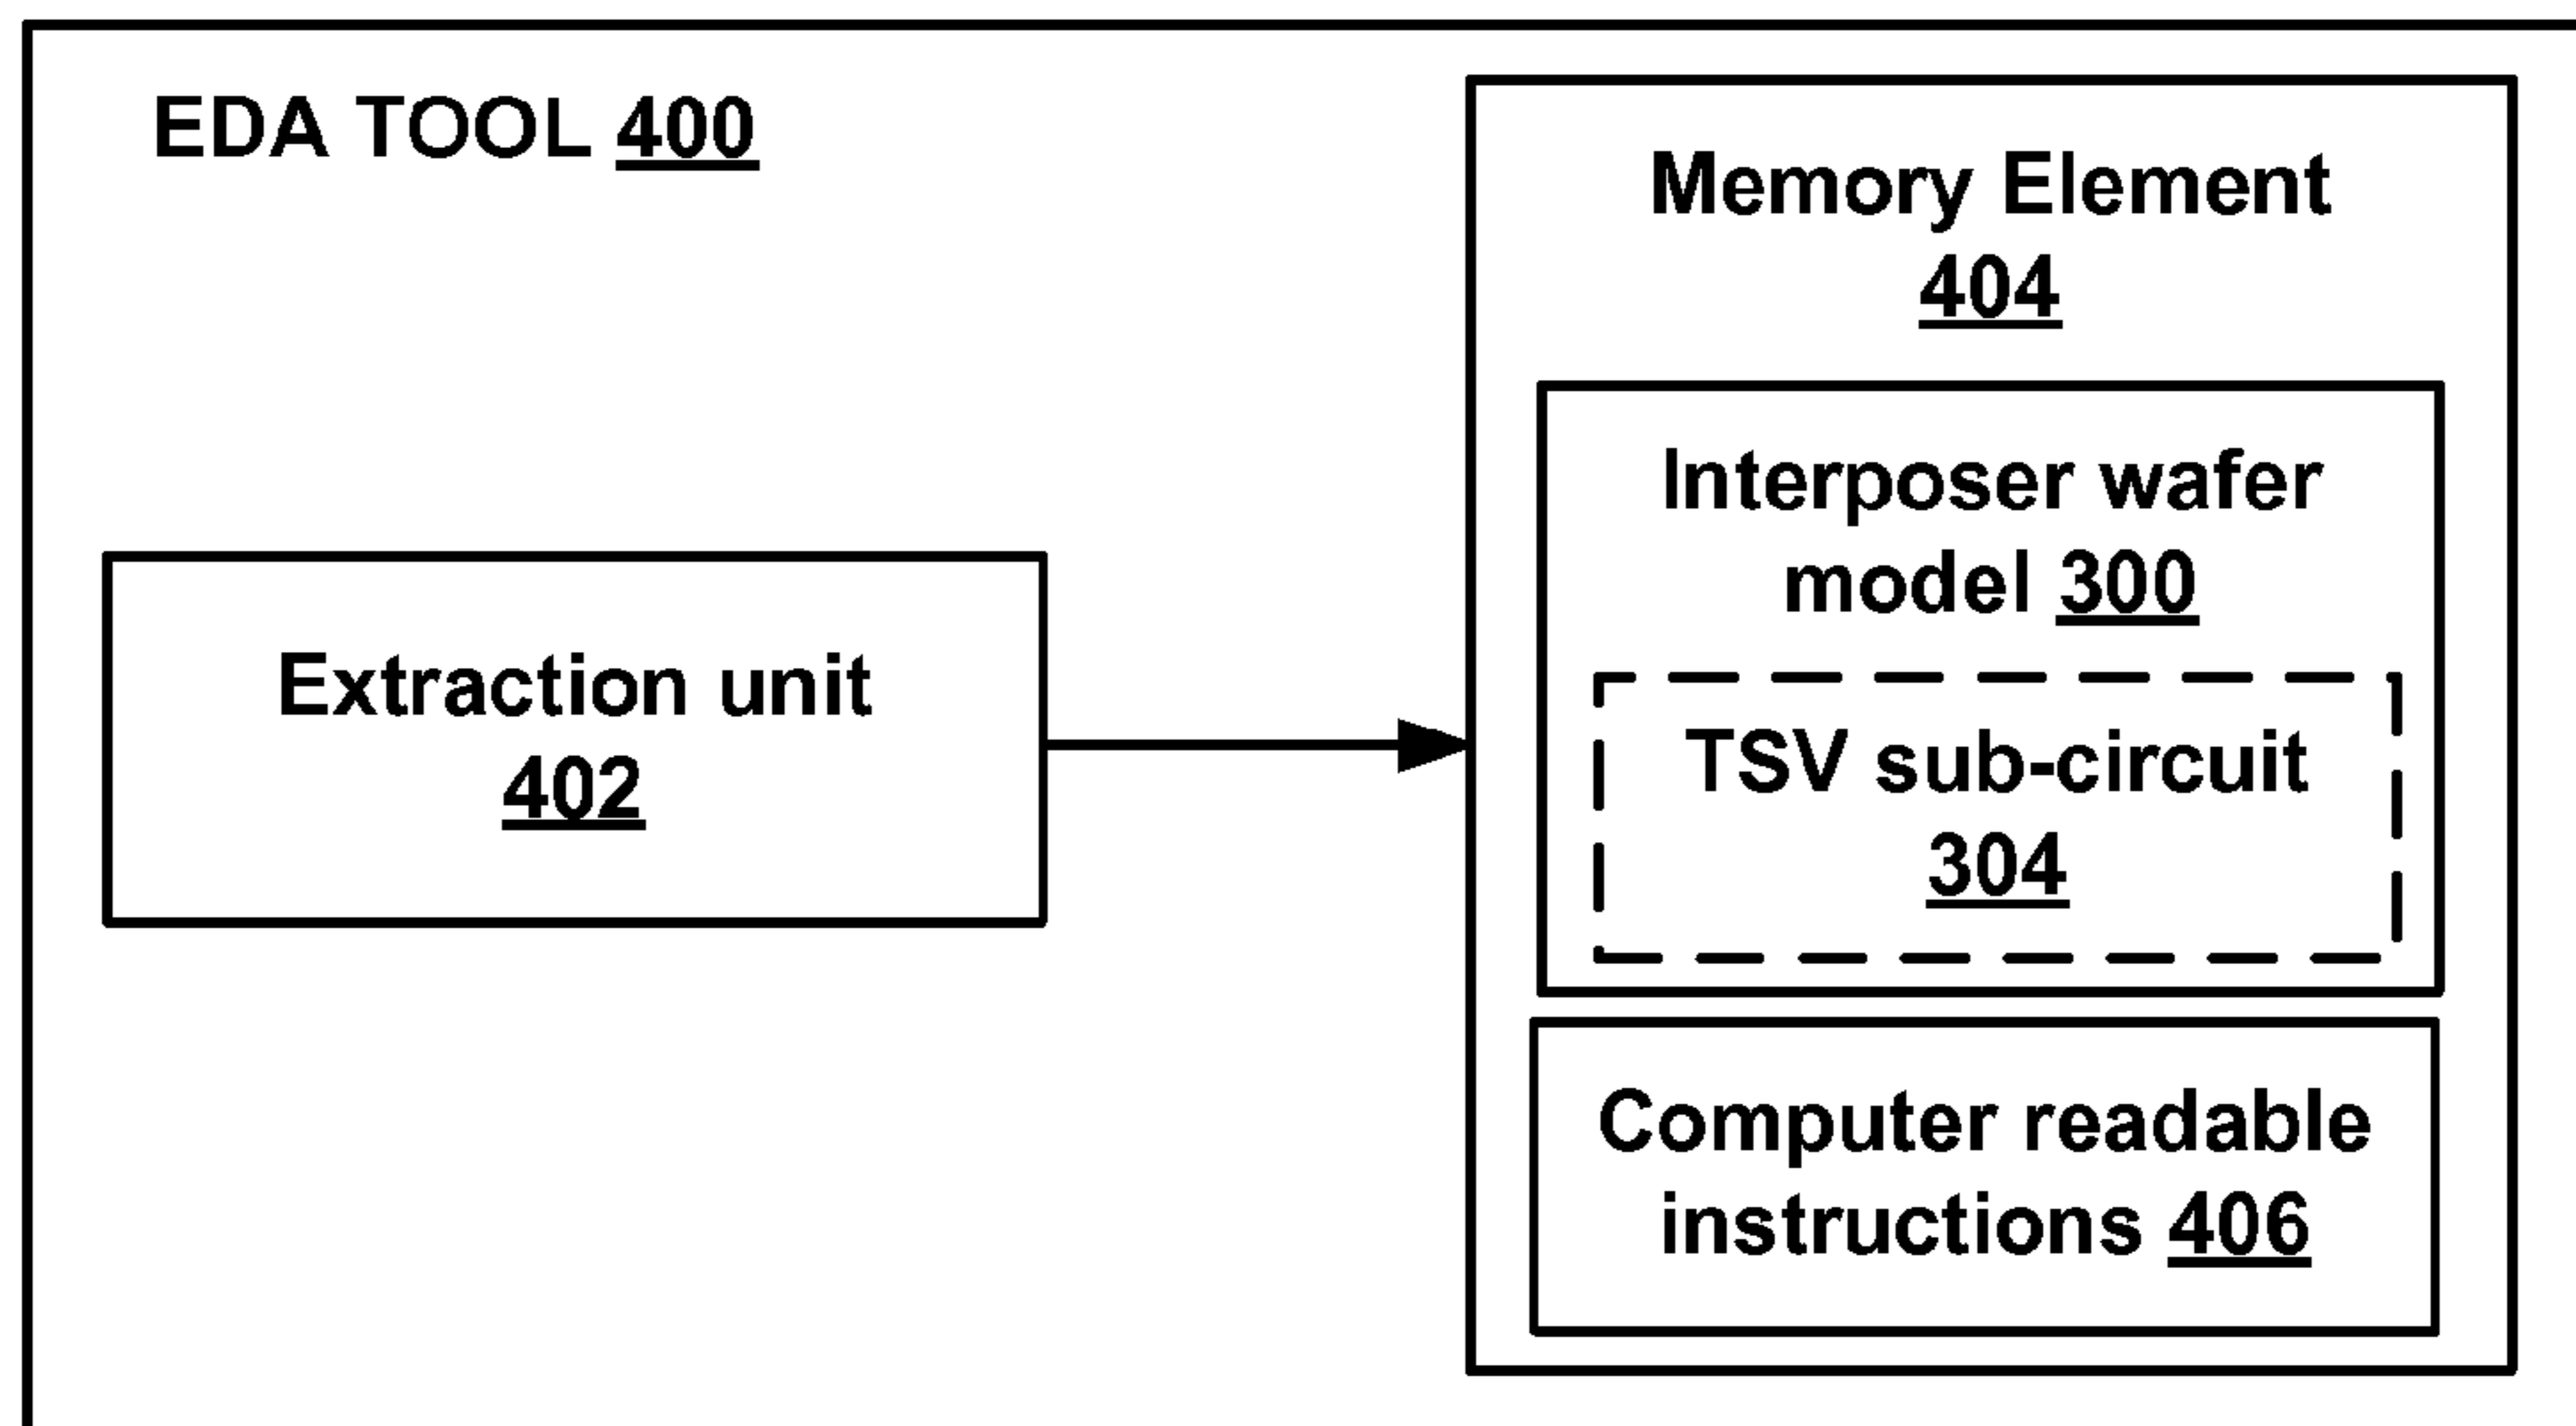 EDA TOOL 400
Memory Element
404
Interposer wafer
model 300
Extraction unit
402
TSV sub-circuit
304
Computer readable
instructions 406